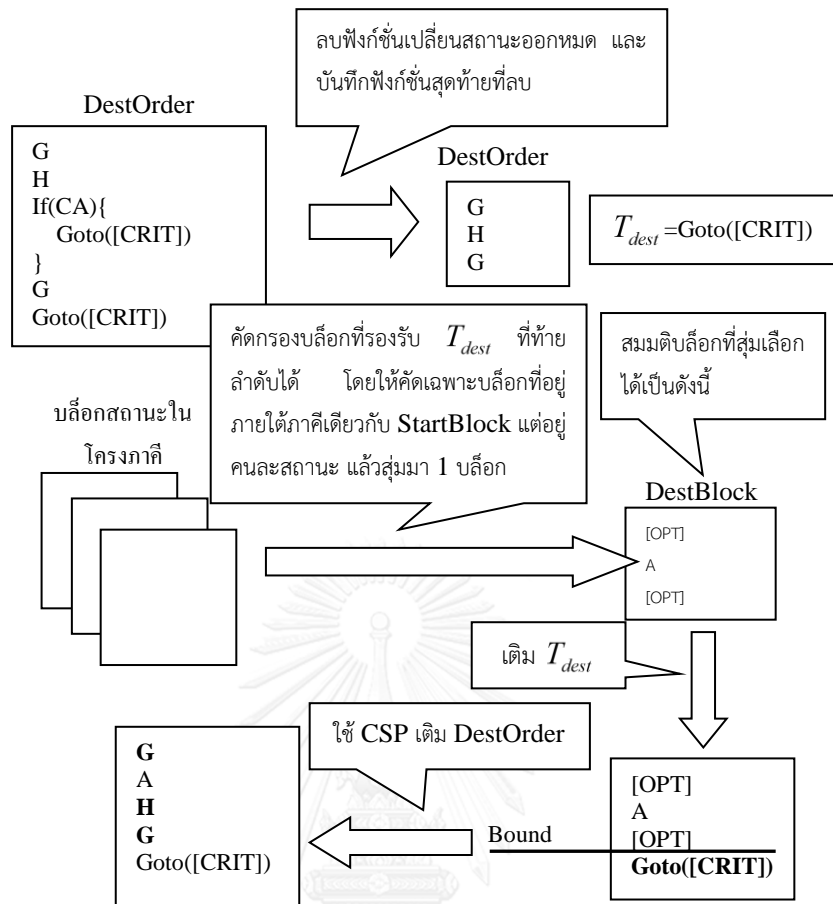 ลบฟังก์ชั่นเปลี่ยนสถานะออกหมด และ
บันทึกฟังก์ชั่นสุดท้ายที่ลบ
DestOrder
G
H
If(CA){
Goto([CRIT])
}
G
Goto([CRIT])
DestOrder
G
H
G
T_dest =Goto([CRIT])
คัดกรองบล็อกที่รองรับ T_dest ที่ท้าย
ลำดับได้ โดยให้คัดเฉพาะบล็อกที่อยู่
ภายใต้ภาคีเดียวกับ StartBlock แต่อยู่
คนละสถานะ แล้วสุ่มมา 1 บล็อก
สมมติบล็อกที่สุ่มเลือก
ได้เป็นดังนี้
บล็อกสถานะใน
โครงภาคี
DestBlock
[OPT]
A
[OPT]
เติม T_dest
ใช้ CSP เติม DestOrder
G
A
H
G
Goto([CRIT])
Bound
[OPT]
A
[OPT]
Goto([CRIT])